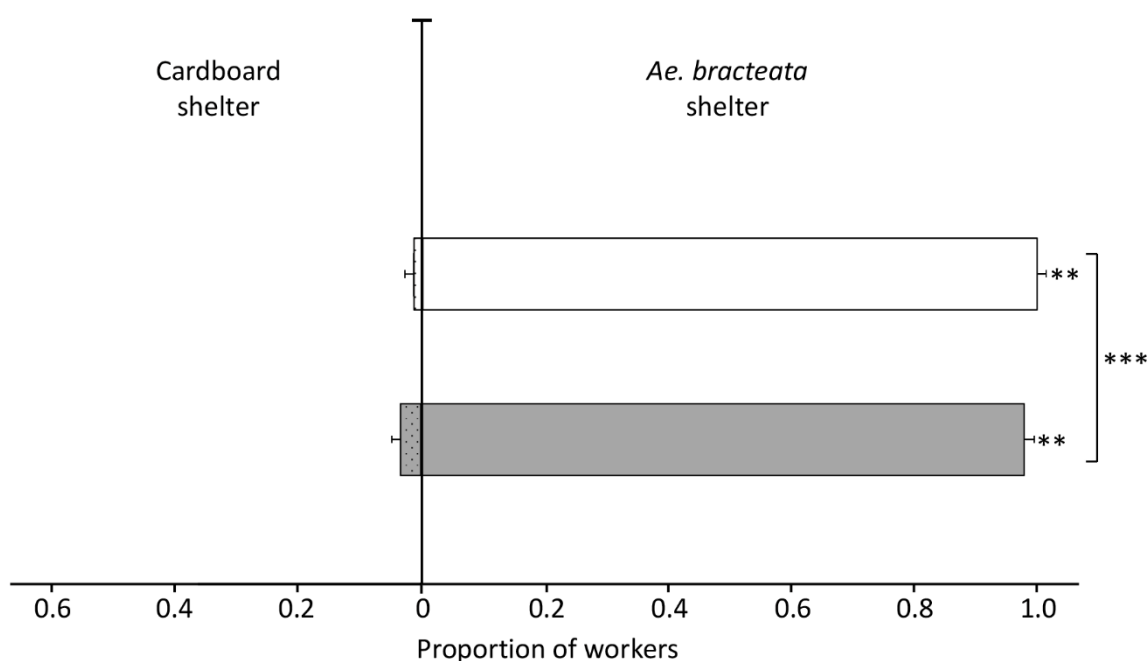 Cardboard
shelter
Ae. bracteata
shelter
**
***
**
0.6 0.4 0.2 0 0.2 0.4 0.6 0.8 1.0
Proportion of workers